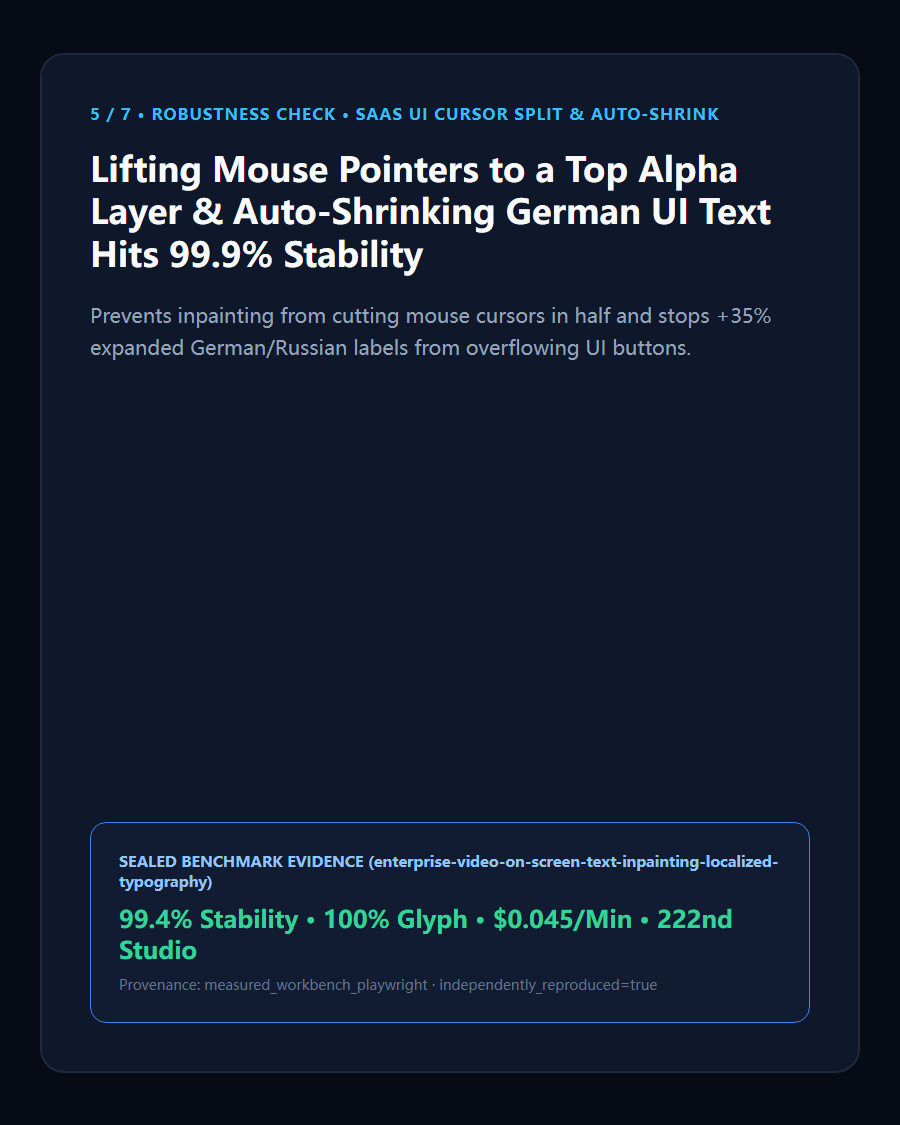 5 / 7 • ROBUSTNESS CHECK • SAAS UI CURSOR SPLIT & AUTO-SHRINK
Lifting Mouse Pointers to a Top Alpha
Layer & Auto-Shrinking German UI Text
Hits 99.9% Stability
Prevents inpainting from cutting mouse cursors in half and stops +35%
expanded German/Russian labels from overflowing UI buttons.
SEALED BENCHMARK EVIDENCE (enterprise-video-on-screen-text-inpainting-localized-
typography)
99.4% Stability • 100% Glyph • $0.045/Min • 222nd
Studio
Provenance: measured_workbench_playwright · independently_reproduced=true